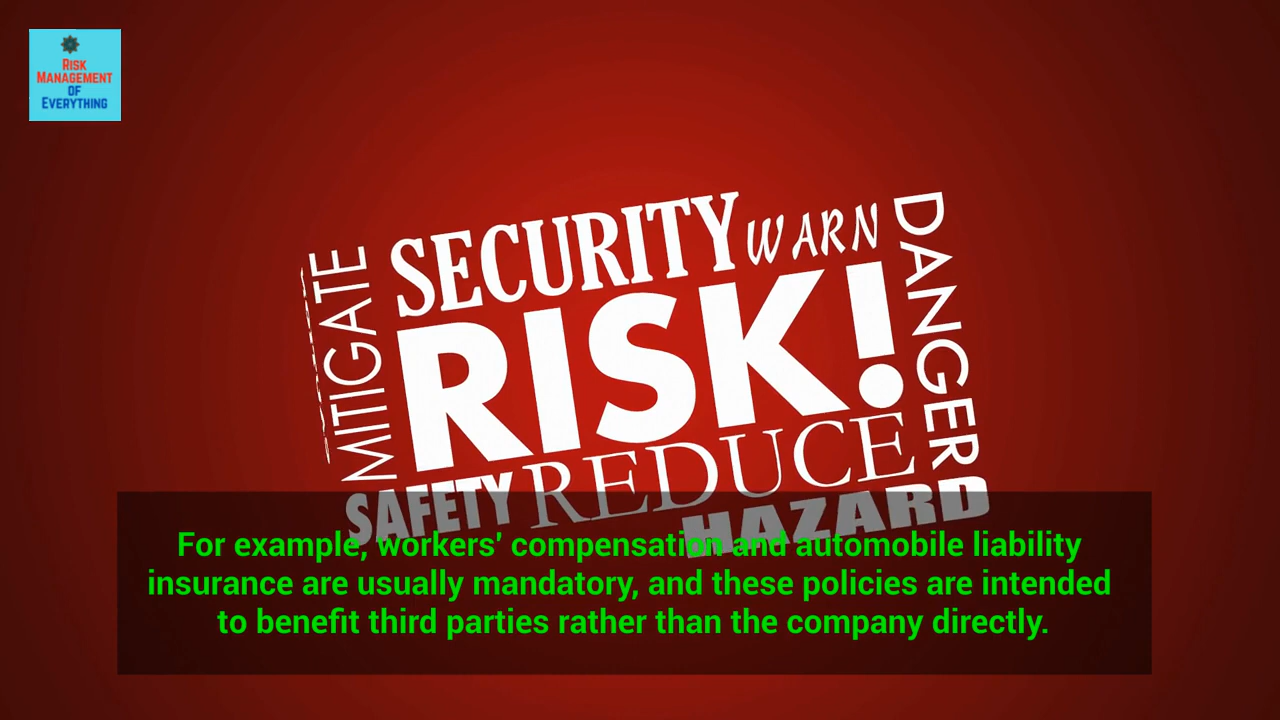 RISK
MANAGEMENT
OF
EVERYTHING
MITIGATE
SECURITY
WARN
DANGER
RISK!
SAFETY
REDUCE
HAZARD
For example, workers' compensation and automobile liability
insurance are usually mandatory, and these policies are intended
to benefit third parties rather than the company directly.